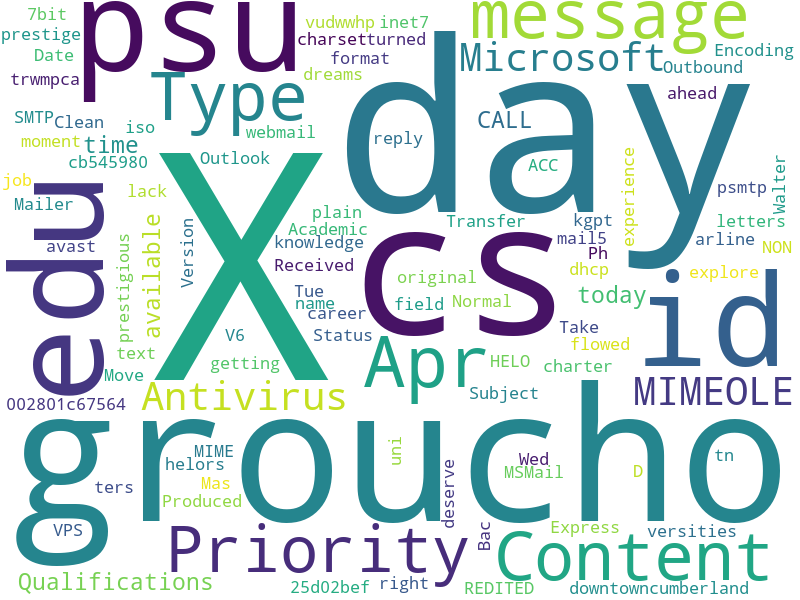 7bit
psu
vudwwhp
inet7
message
prestige
charset
turned
Date
format
Microsoft
Encoding
trwmpca
dreams
Outbound
Type
day
ahead
SMTP
Clean
iso
webmail
CALL
moment
time
reply
cb545980
Outlook
ACC
job
X
psmtp
Walter
edu
lack
Mailer
plain
Transfer
kgpt
experience
letters
available
Academic
cs
avast
Version
knowledge
mail5
arline
NON
prestigious
Received
Ph
original
dhcp
explore
id
Tue
name
field
Normal
today
career
V6
Status
Take
text
getting
Apr
HELO
flowed
Move
charter
002801c67564
Antivirus
Subject
MIMEOLE
groucho
MIME
uni
helors
Wed
tn
Mas
MSMail
D
ters
Produced
deserve
VPS
Bac
Express
versities
Priority
Content
Qualifications
25d02bef
right
REDITED
downtowncumberland